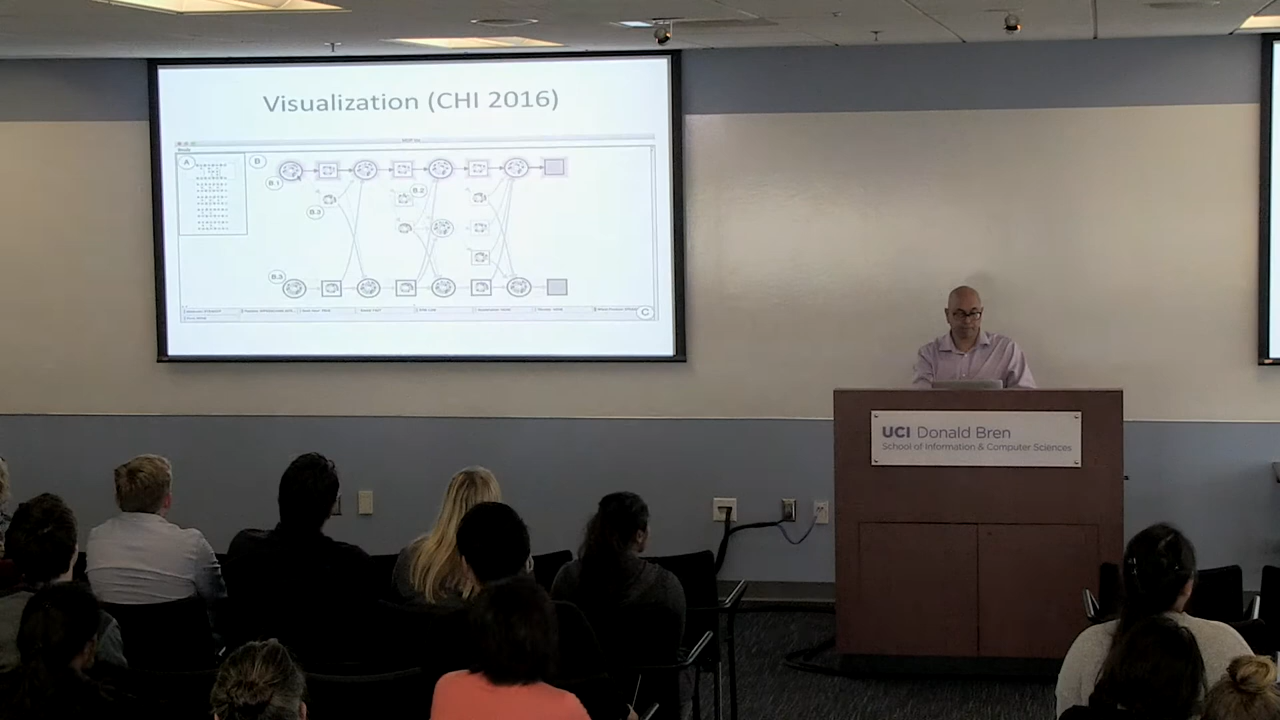 Visualization (CHI 2016)
A
B
B.1
B.2
B.3
B.3
C
UCI Donald Bren
School of Information & Computer Sciences